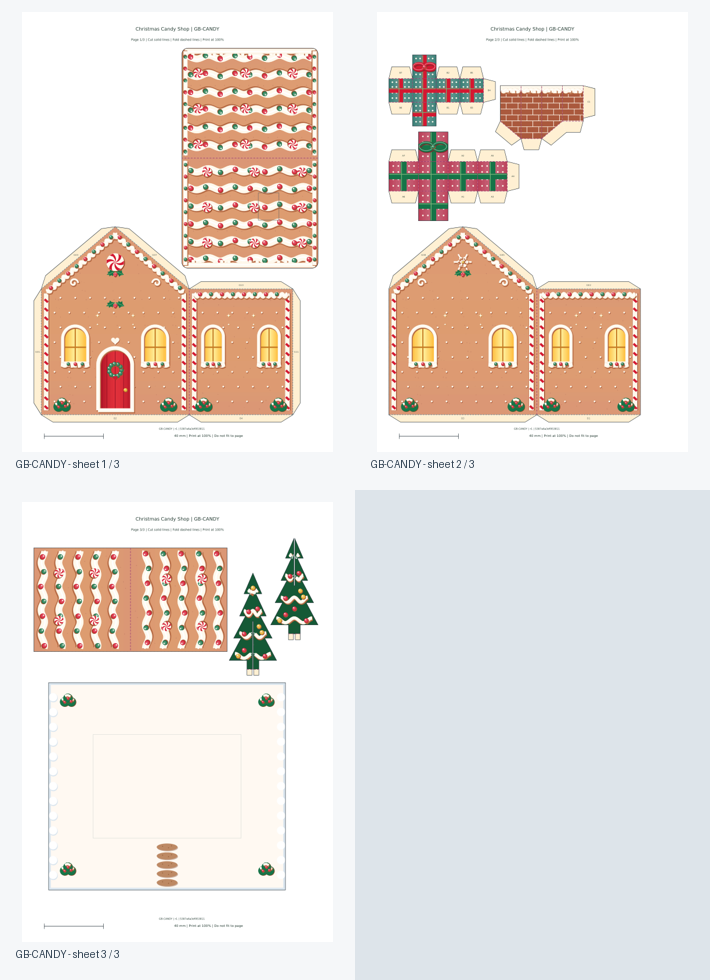 Christmas Candy Shop | GB-CANDY
Page 1/3 | Cut solid lines | Fold dashed lines | Print at 100%
90 mm | Print at 100% | Do not fit to page
GB-CANDY - sheet 1 / 3
Christmas Candy Shop | GB-CANDY
Page 2/3 | Cut solid lines | Fold dashed lines | Print at 100%
90 mm | Print at 100% | Do not fit to page
GB-CANDY - sheet 2 / 3
Christmas Candy Shop | GB-CANDY
Page 3/3 | Cut solid lines | Fold dashed lines | Print at 100%
90 mm | Print at 100% | Do not fit to page
GB-CANDY - sheet 3 / 3